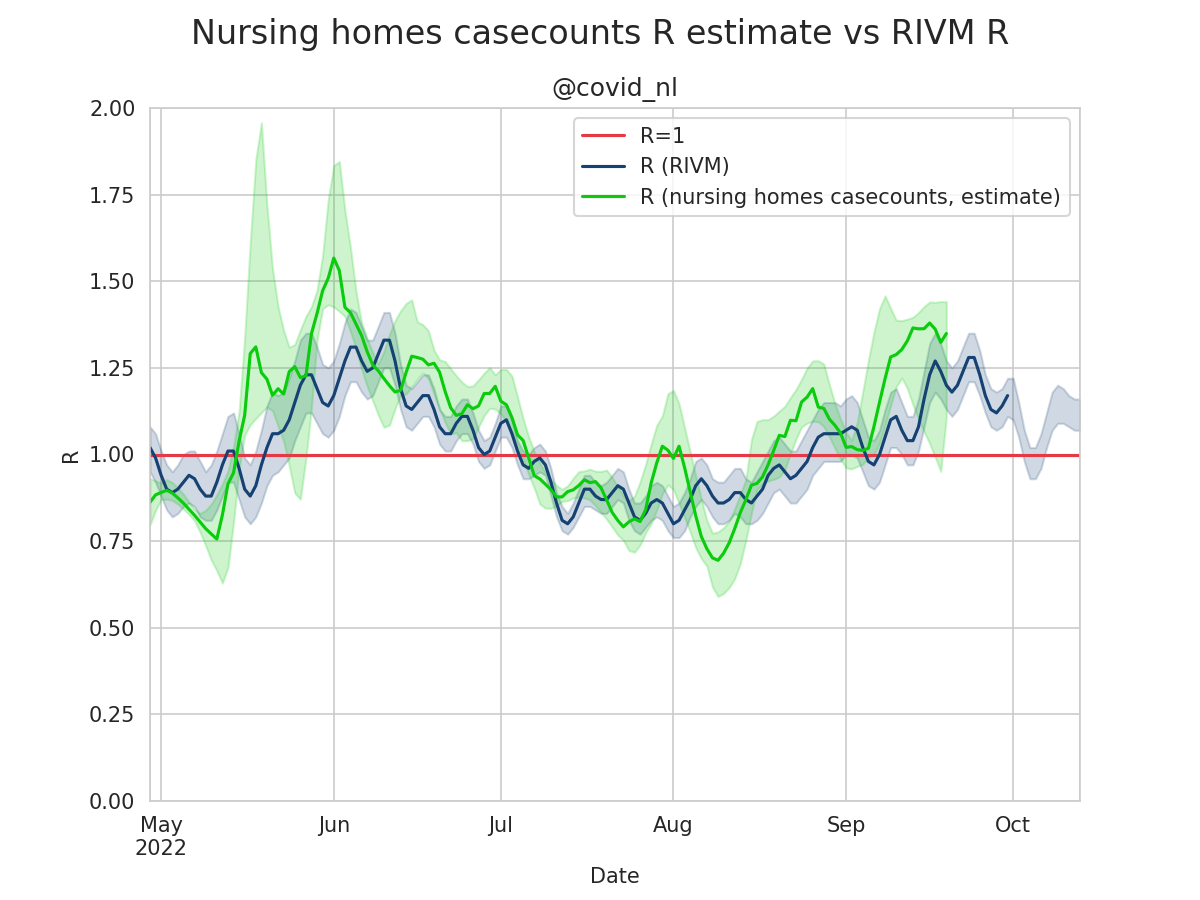 Nursing homes casecounts R estimate vs RIVM R
@covid_nl
R=1
R (RIVM)
R (nursing homes casecounts, estimate)
2.00
1.75
1.50
1.25
1.00
0.75
0.50
0.25
0.00
R
May Jun Jul Aug Sep Oct
2022
Date